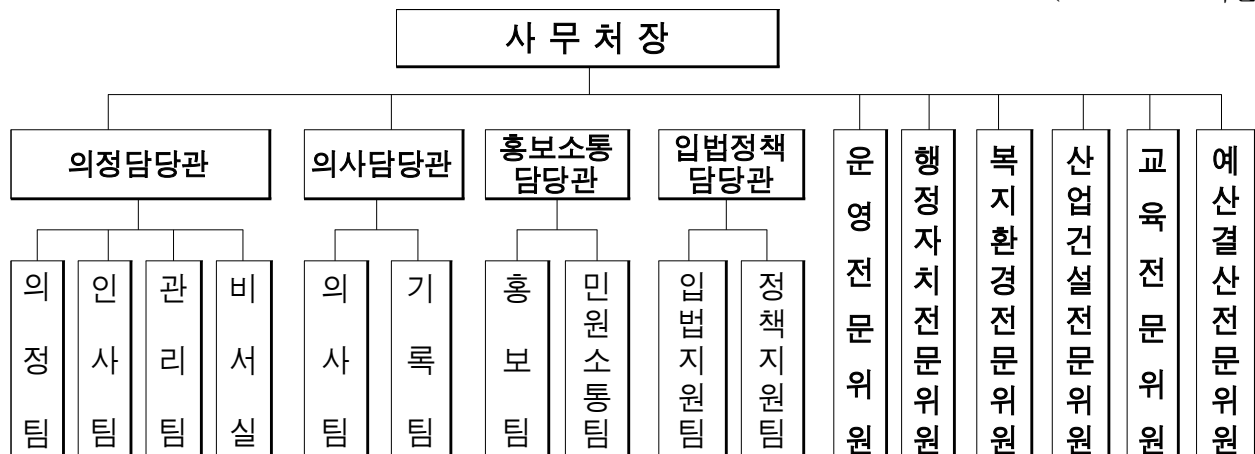 사 무 처 장
의정담당관
의사담당관
홍보소통
담당관
입법정책
담당관
운영전문위원
행정자치전문위원
복지환경전문위원
산업건설전문위원
교육전문위원
예산결산전문위원
의정팀
인사팀
관리팀
비서실
의사팀
기록팀
홍보팀
민원소통팀
입법지원팀
정책지원팀